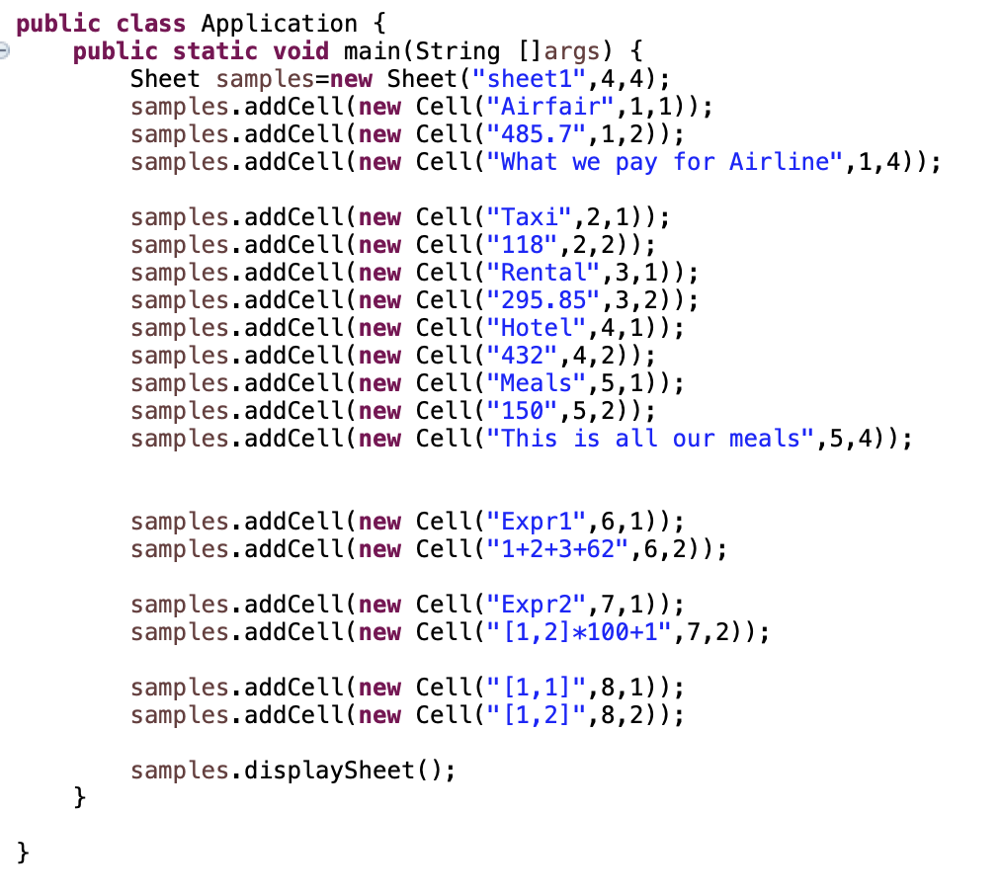 public class Application {
public static void main(String []args) {
Sheet samples=new Sheet("sheet1",4,4);
samples.addCell(new Cell("Airfair",1,1));
samples.addCell(new Cell("485.7",1,2));
samples.addCell(new Cell("What we pay for Airline",1,4));
samples.addCell(new Cell("Taxi",2,1));
samples.addCell(new Cell("118",2,2));
samples.addCell(new Cell("Rental",3,1));
samples.addCell(new Cell("295.85",3,2));
samples.addCell(new Cell("Hotel",4,1));
samples.addCell(new Cell("432",4,2));
samples.addCell(new Cell("Meals",5,1));
samples.addCell(new Cell("150",5,2));
samples.addCell(new Cell("This is all our meals",5,4));
samples.addCell(new Cell("Expr1",6,1));
samples.addCell(new Cell("1+2+3+62",6,2));
samples.addCell(new Cell("Expr2",7,1));
samples.addCell(new Cell("[1,2]*100+1",7,2));
samples.addCell(new Cell("[1,1]",8,1));
samples.addCell(new Cell("[1,2]",8,2));
samples.displaySheet();
}
}